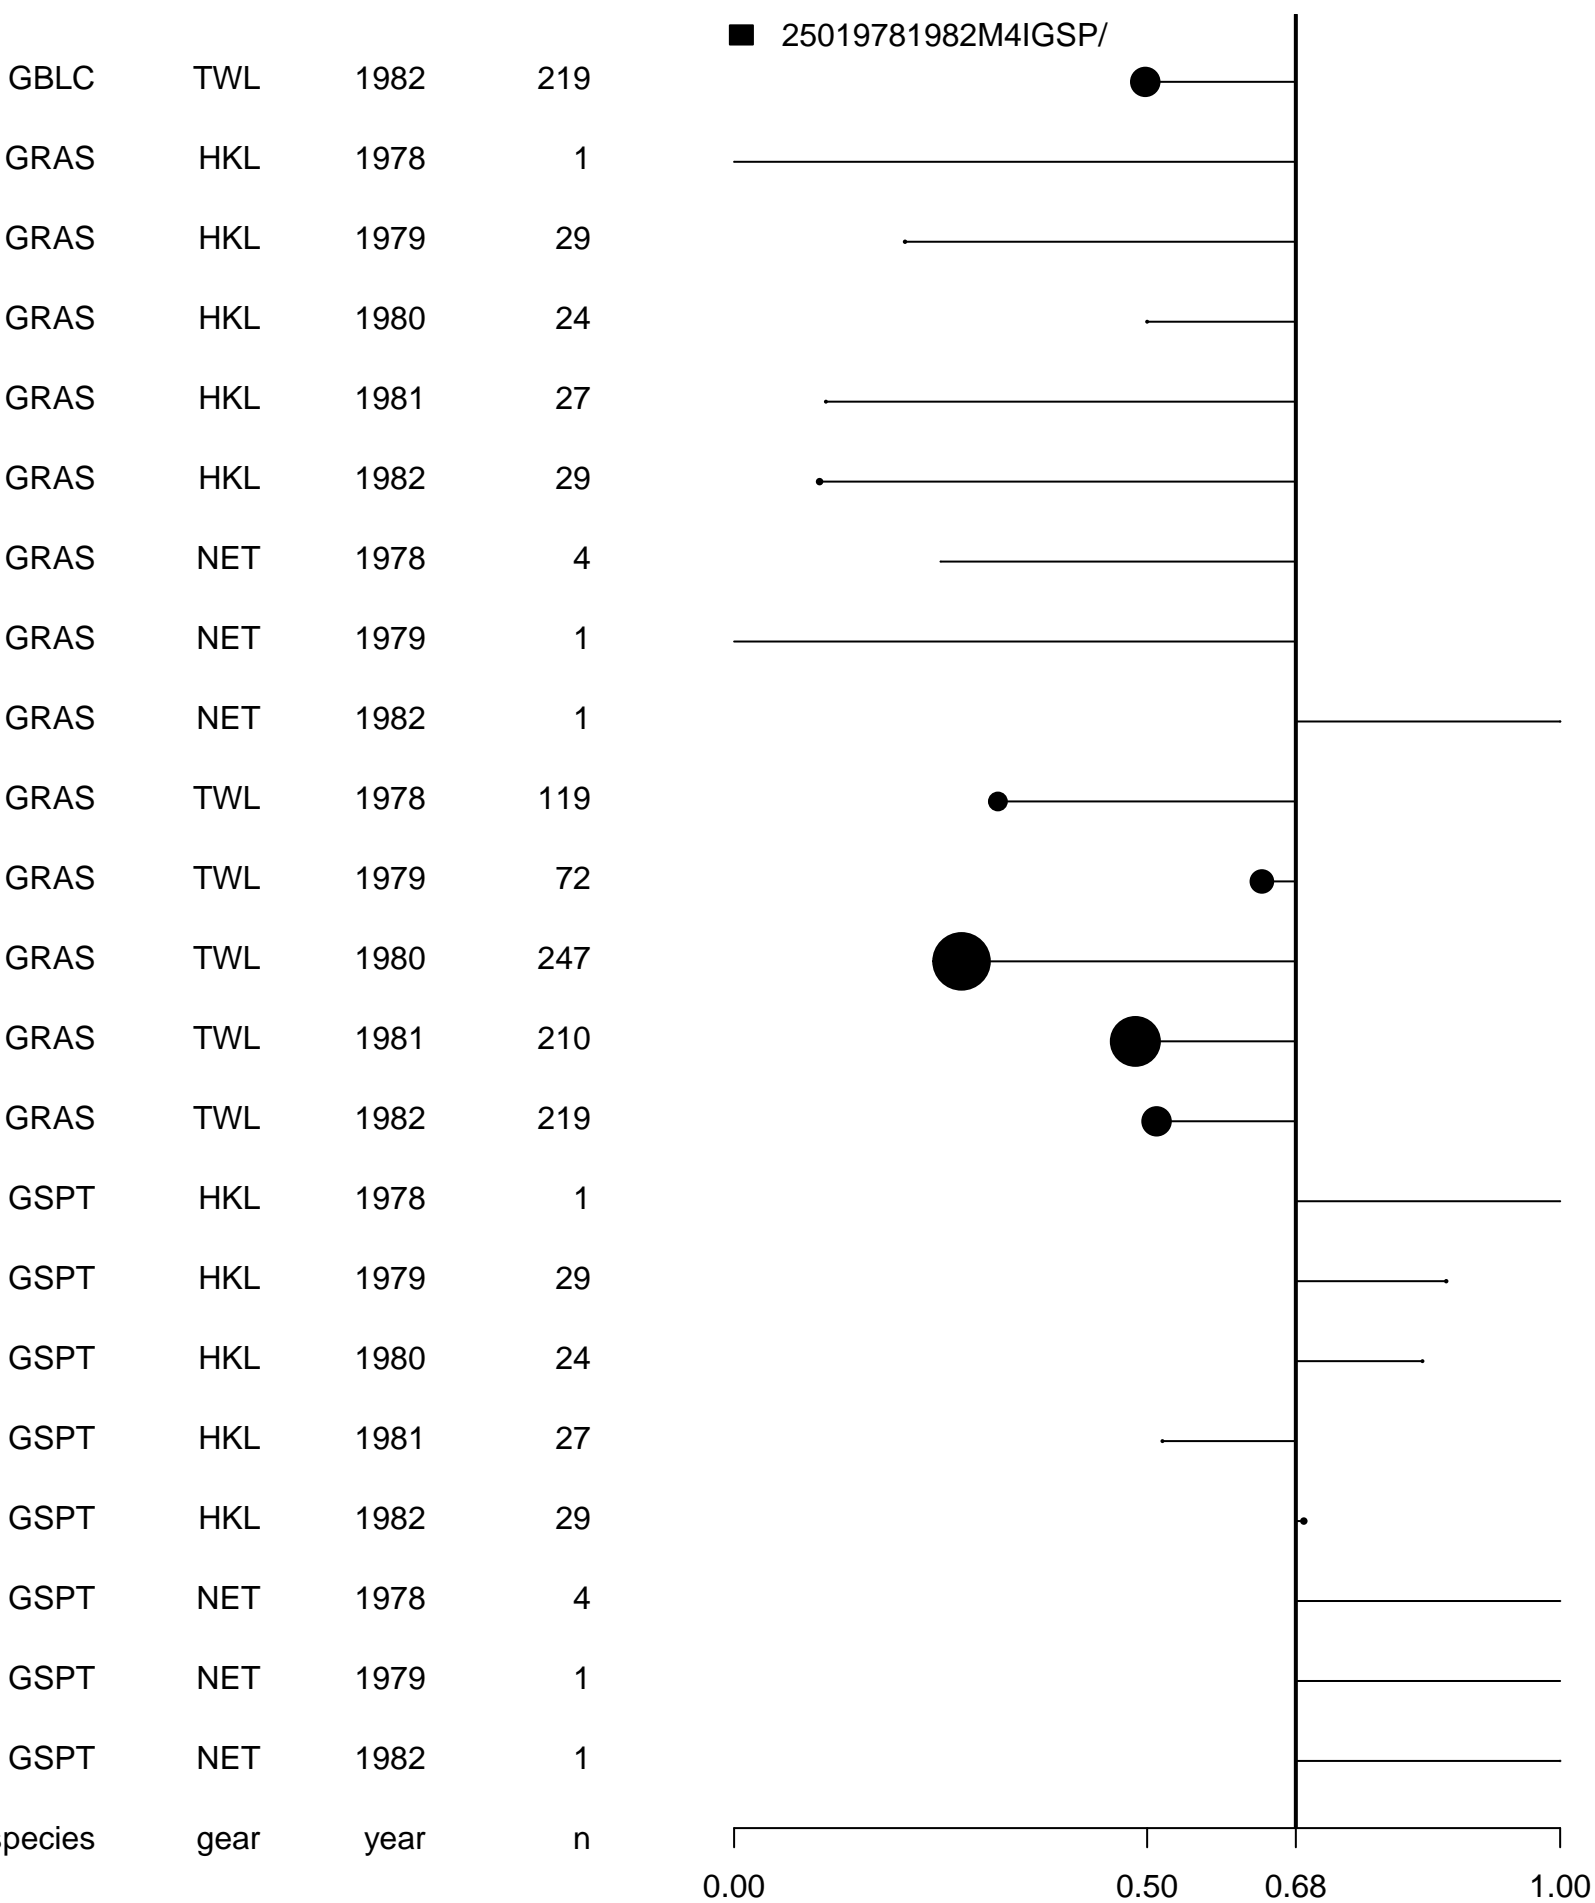 25019781982M4IGSP/
GBLC TWL 1982 219
GRAS HKL 1978 1
GRAS HKL 1979 29
GRAS HKL 1980 24
GRAS HKL 1981 27
GRAS HKL 1982 29
GRAS NET 1978 4
GRAS NET 1979 1
GRAS NET 1982 1
GRAS TWL 1978 119
GRAS TWL 1979 72
GRAS TWL 1980 247
GRAS TWL 1981 210
GRAS TWL 1982 219
GSPT HKL 1978 1
GSPT HKL 1979 29
GSPT HKL 1980 24
GSPT HKL 1981 27
GSPT HKL 1982 29
GSPT NET 1978 4
GSPT NET 1979 1
GSPT NET 1982 1
pecies gear year n
0.00 0.50 0.68 1.00